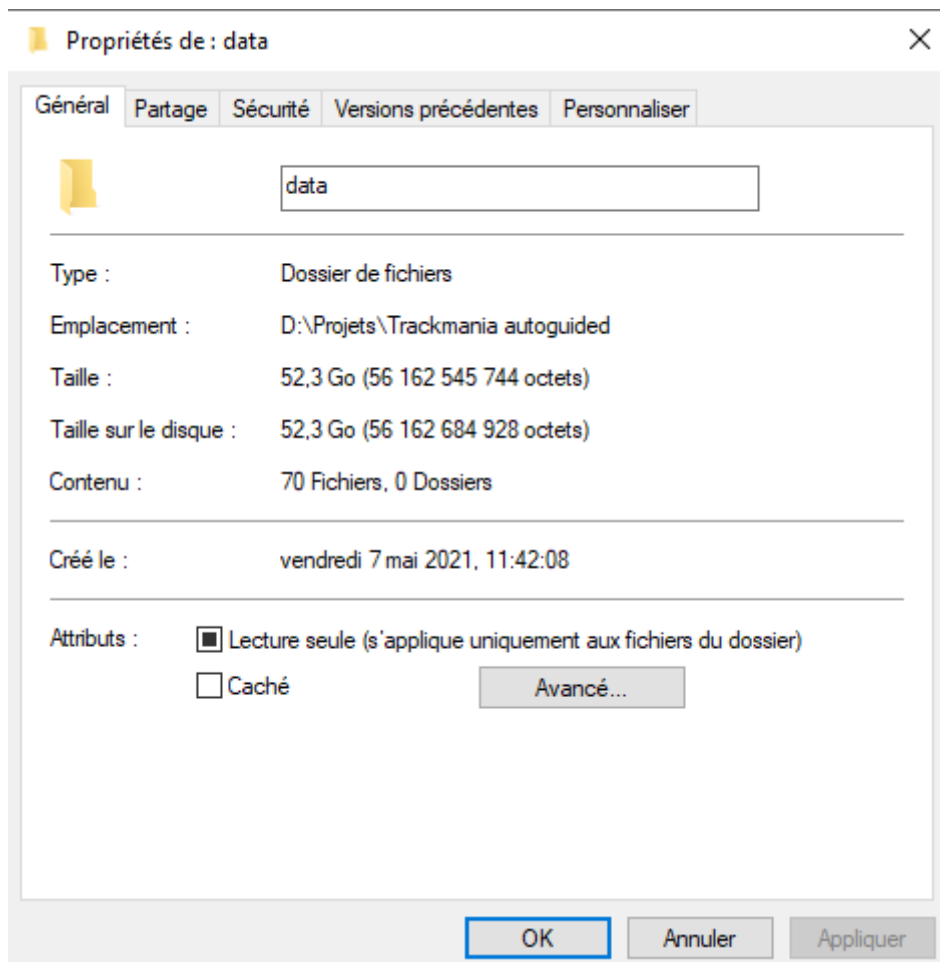 Propriétés de : data
Général Partage Sécurité Versions précédentes Personnaliser
data
Type : Dossier de fichiers
Emplacement : D:\Projets\Trackmania autoguided
Taille : 52,3 Go (56 162 545 744 octets)
Taille sur le disque : 52,3 Go (56 162 684 928 octets)
Contenu : 70 Fichiers, 0 Dossiers
Créé le : vendredi 7 mai 2021, 11:42:08
Attributs : Lecture seule (s'applique uniquement aux fichiers du dossier)
Caché Avancé...
OK Annuler Appliquer